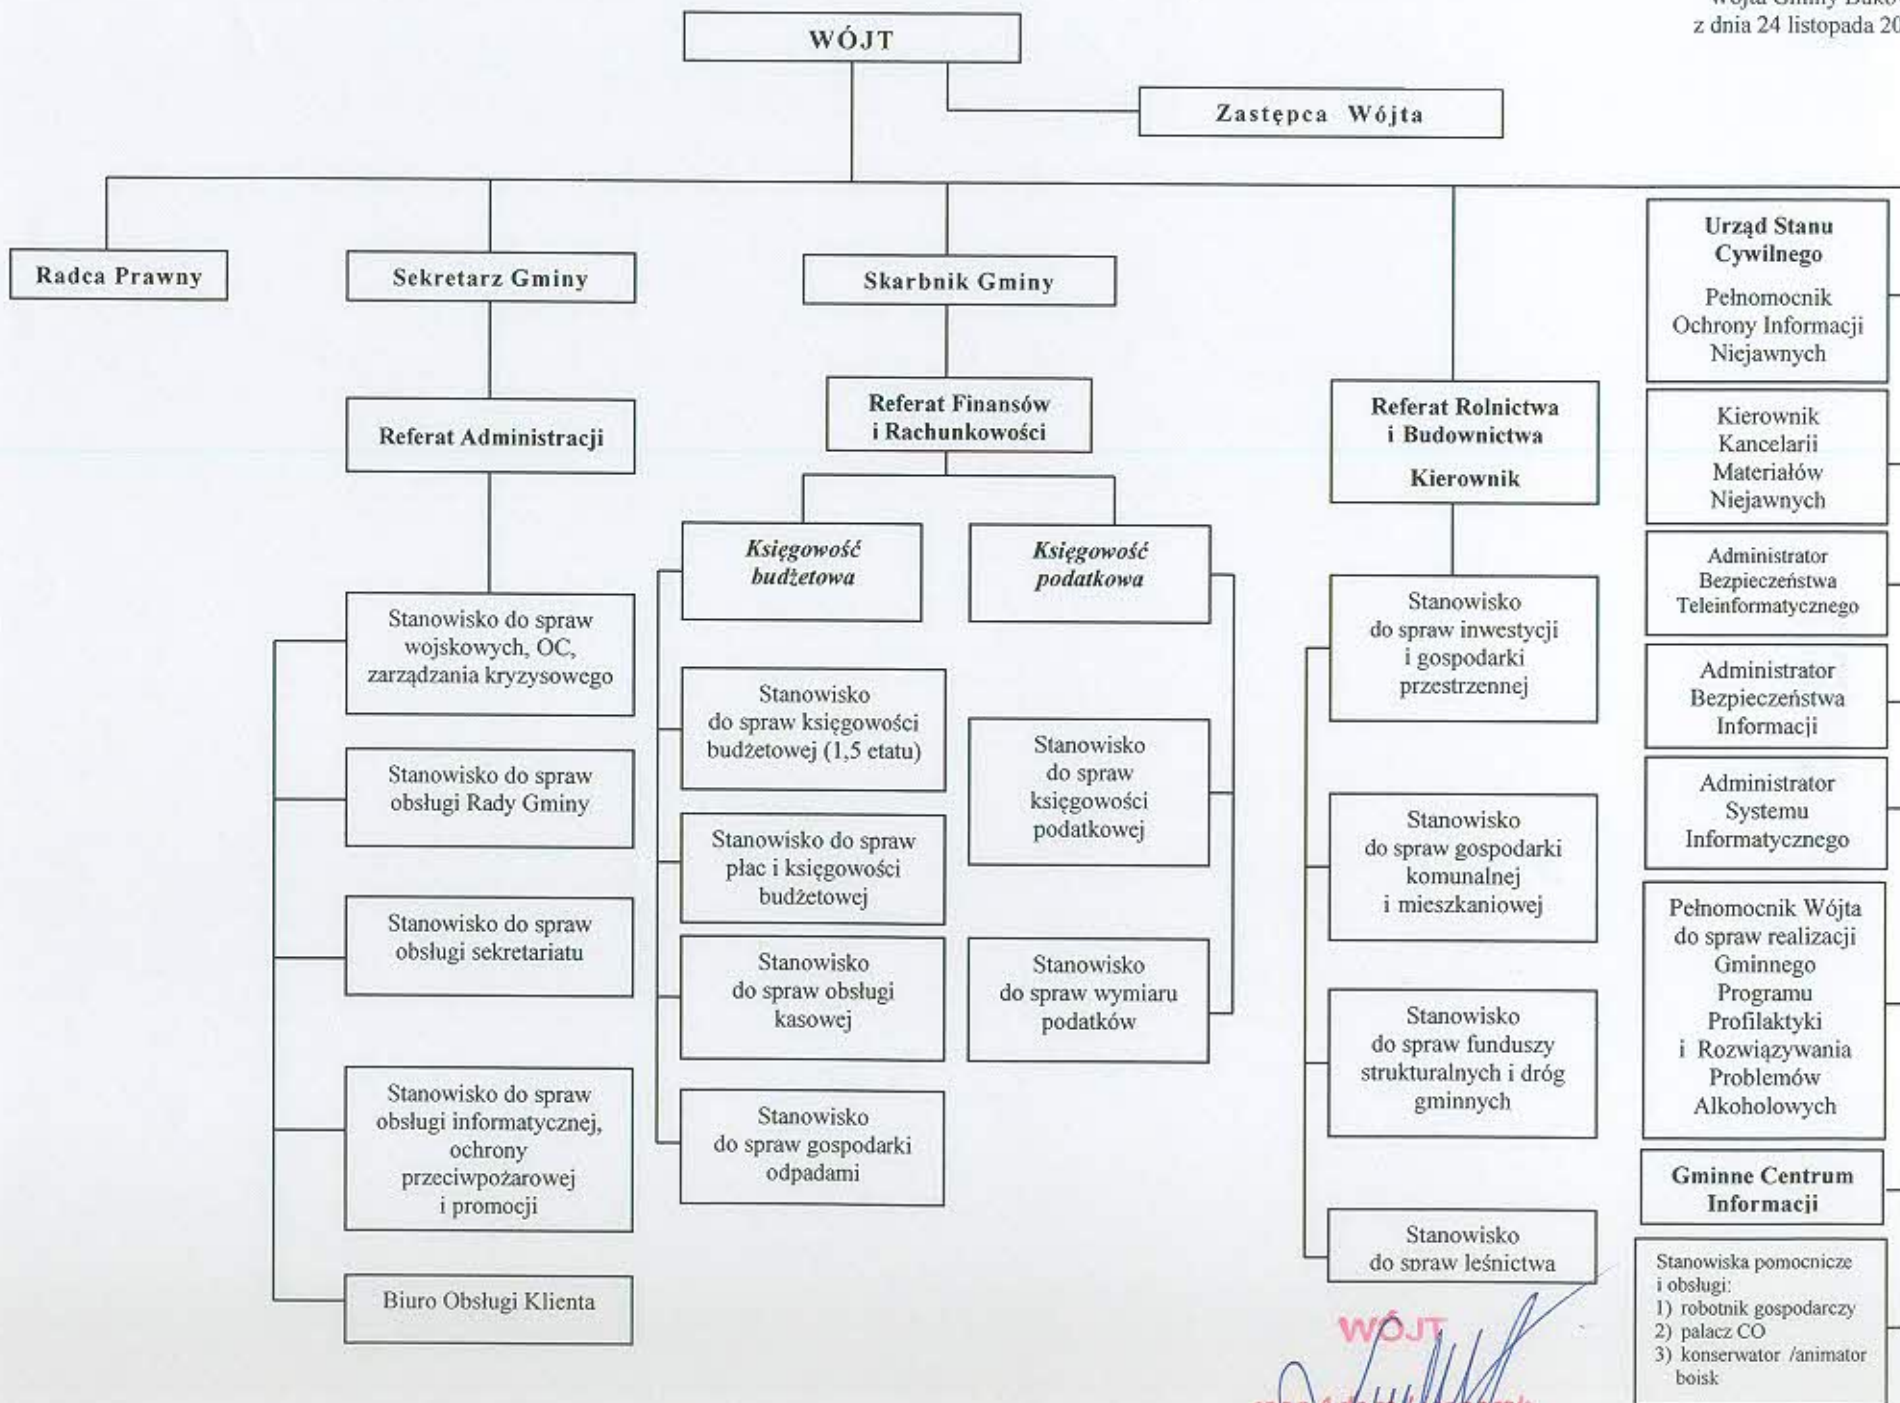 z dnia 24 listopada 20
WÓJT
Zastępca Wójta
Radca Prawny
Sekretarz Gminy
Skarbnik Gminy
Referat Administracji
Stanowisko do spraw
wojskowych, OC,
zarządzania kryzysowego
Stanowisko do spraw
obsługi Rady Gminy
Stanowisko do spraw
obsługi sekretariatu
Stanowisko do spraw
obsługi informatycznej,
ochrony
przeciwpożarowej
i promocji
Biuro Obsługi Klienta
Referat Finansów
i Rachunkowości
Księgowość
budżetowa
Stanowisko
do spraw księgowości
budżetowej (1,5 etatu)
Stanowisko do spraw
płac i księgowości
budżetowej
Stanowisko
do spraw obsługi
kasowej
Stanowisko
do spraw gospodarki
odpadami
Księgowość
podatkowa
Stanowisko
do spraw
księgowości
podatkowej
Stanowisko
do spraw wymiaru
podatków
Referat Rolnictwa
i Budownictwa
Kierownik
Stanowisko
do spraw inwestycji
i gospodarki
przestrzennej
Stanowisko
do spraw gospodarki
komunalnej
i mieszkaniowej
Stanowisko
do spraw funduszy
strukturalnych i dróg
gminnych
Stanowisko
do spraw leśnictwa
Urząd Stanu
Cywilnego
Pełnomocnik
Ochrony Informacji
Niejawnych
Kierownik
Kancelarii
Materiałów
Niejawnych
Administrator
Bezpieczeństwa
Teleinformatycznego
Administrator
Bezpieczeństwa
Informacji
Administrator
Systemu
Informatycznego
Pełnomocnik Wójta
do spraw realizacji
Gminnego
Programu
Profilaktyki
i Rozwiązywania
Problemów
Alkoholowych
Gminne Centrum
Informacji
Stanowiska pomocnicze
i obsługi:
1) robotnik gospodarczy
2) palacz CO
3) konserwator /animator
boisk
WÓJT